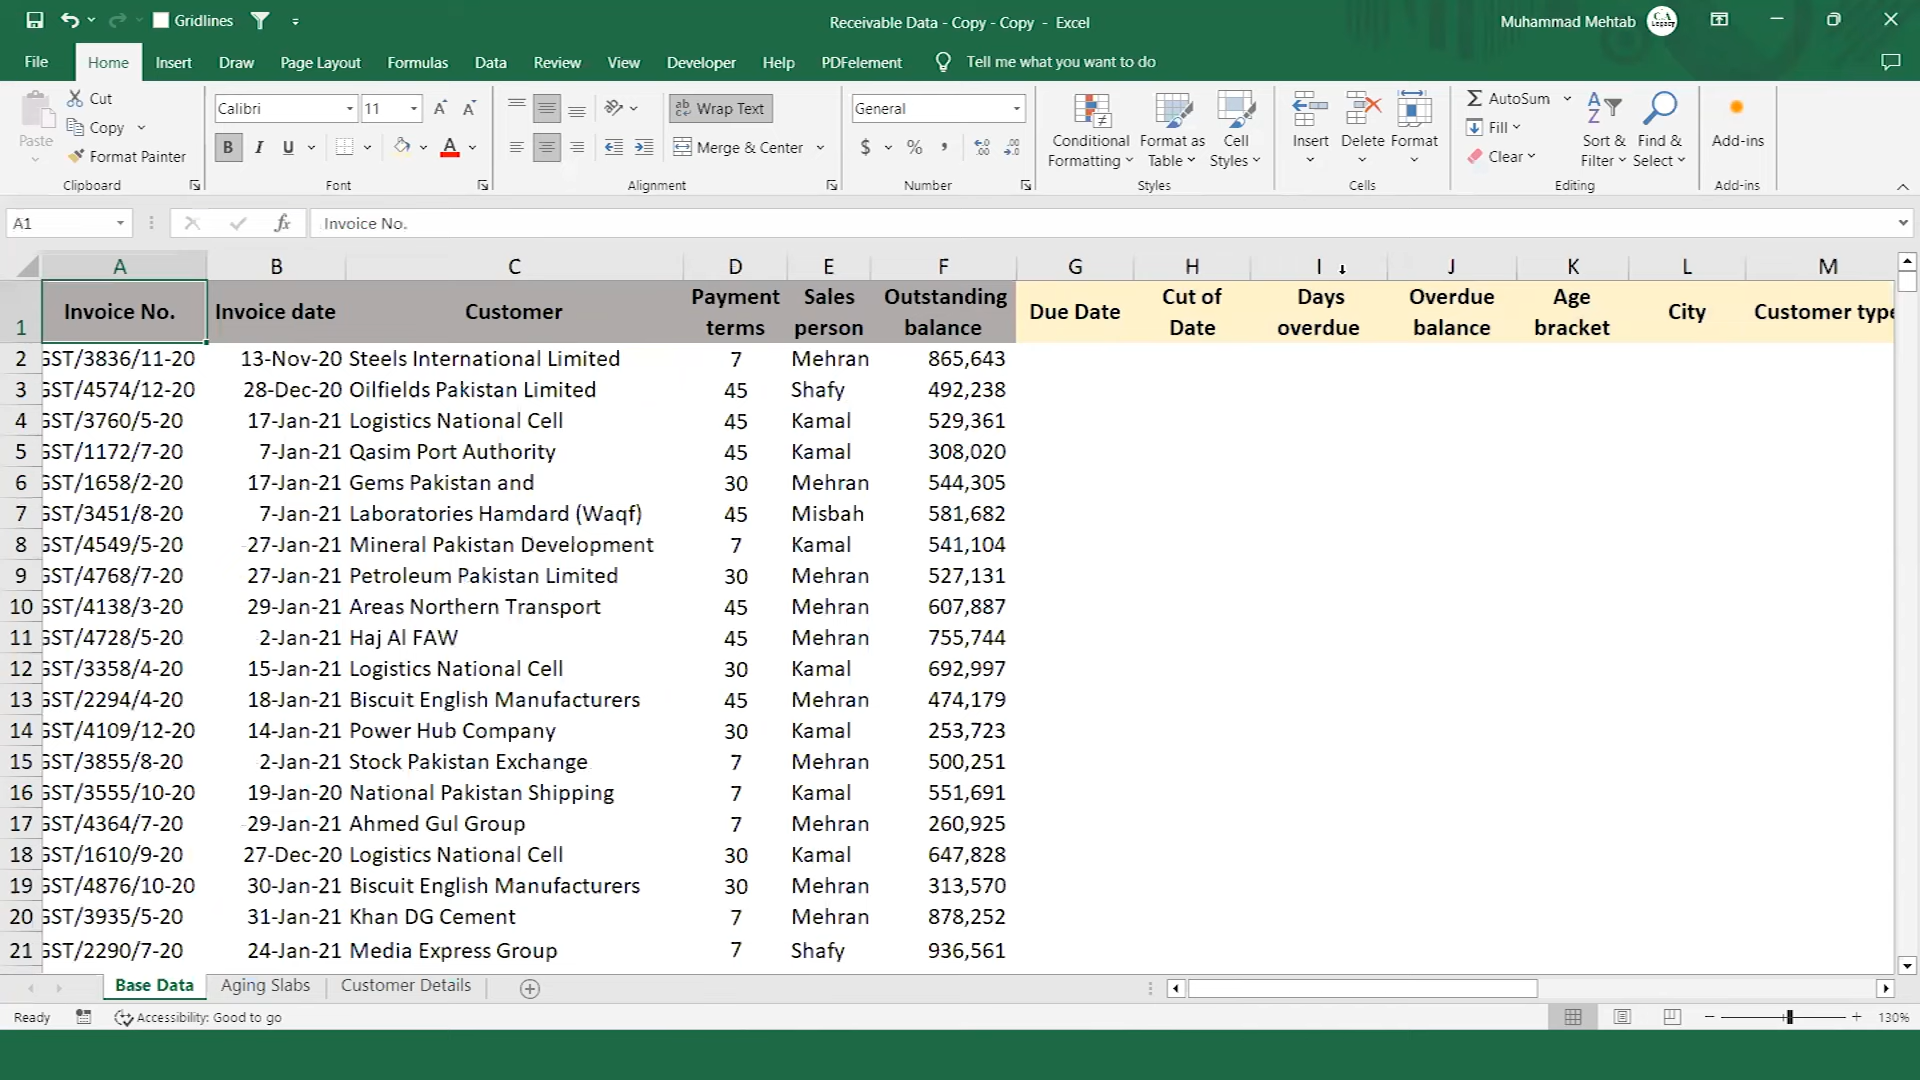 Gridlines
Receivable Data - Copy - Copy - Excel
Muhammad Mehtab
File Home Insert Draw Page Layout Formulas Data Review View Developer Help PDFelement Tell me what you want to do
Paste
Cut
Copy
Format Painter
Clipboard
Calibri 11
B I U
Font
Wrap Text
Merge & Center
Alignment
General
$ % ,
Number
Conditional Formatting
Format as Table
Cell Styles
Styles
Insert Delete Format
Cells
AutoSum
Fill
Clear
Sort & Filter
Find & Select
Editing
Add-ins
Add-ins
A1 fx Invoice No.
A B C D E F G H I J K L M
1 Invoice No. Invoice date Customer Payment terms Sales person Outstanding balance Due Date Cut of Date Days overdue Overdue balance Age bracket City Customer type
2 GST/3836/11-20 13-Nov-20 Steels International Limited 7 Mehran 865,643
3 GST/4574/12-20 28-Dec-20 Oilfields Pakistan Limited 45 Shafy 492,238
4 GST/3760/5-20 17-Jan-21 Logistics National Cell 45 Kamal 529,361
5 GST/1172/7-20 7-Jan-21 Qasim Port Authority 45 Kamal 308,020
6 GST/1658/2-20 17-Jan-21 Gems Pakistan and 30 Mehran 544,305
7 GST/3451/8-20 7-Jan-21 Laboratories Hamdard (Waqf) 45 Misbah 581,682
8 GST/4549/5-20 27-Jan-21 Mineral Pakistan Development 7 Kamal 541,104
9 GST/4768/7-20 27-Jan-21 Petroleum Pakistan Limited 30 Mehran 527,131
10 GST/4138/3-20 29-Jan-21 Areas Northern Transport 45 Mehran 607,887
11 GST/4728/5-20 2-Jan-21 Haj Al FAW 45 Mehran 755,744
12 GST/3358/4-20 15-Jan-21 Logistics National Cell 30 Kamal 692,997
13 GST/2294/4-20 18-Jan-21 Biscuit English Manufacturers 45 Mehran 474,179
14 GST/4109/12-20 14-Jan-21 Power Hub Company 30 Kamal 253,723
15 GST/3855/8-20 2-Jan-21 Stock Pakistan Exchange 7 Mehran 500,251
16 GST/3555/10-20 19-Jan-20 National Pakistan Shipping 7 Kamal 551,691
17 GST/4364/7-20 29-Jan-21 Ahmed Gul Group 7 Mehran 260,925
18 GST/1610/9-20 27-Dec-20 Logistics National Cell 30 Kamal 647,828
19 GST/4876/10-20 30-Jan-21 Biscuit English Manufacturers 30 Mehran 313,570
20 GST/3935/5-20 31-Jan-21 Khan DG Cement 7 Mehran 878,252
21 GST/2290/7-20 24-Jan-21 Media Express Group 7 Shafy 936,561
Base Data Aging Slabs Customer Details
Ready Accessibility: Good to go 130%